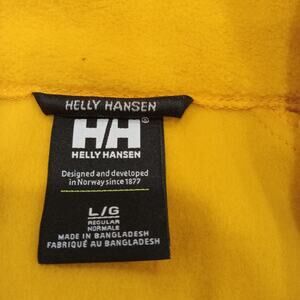 HELLY HANSEN
HH®
HELLY HANSEN
Designed and developed
in Norway since 1877
L/G
REGULAR
NORMALE
MADE IN BANGLADESH
FABRIQUÉ AU BANGLADESH